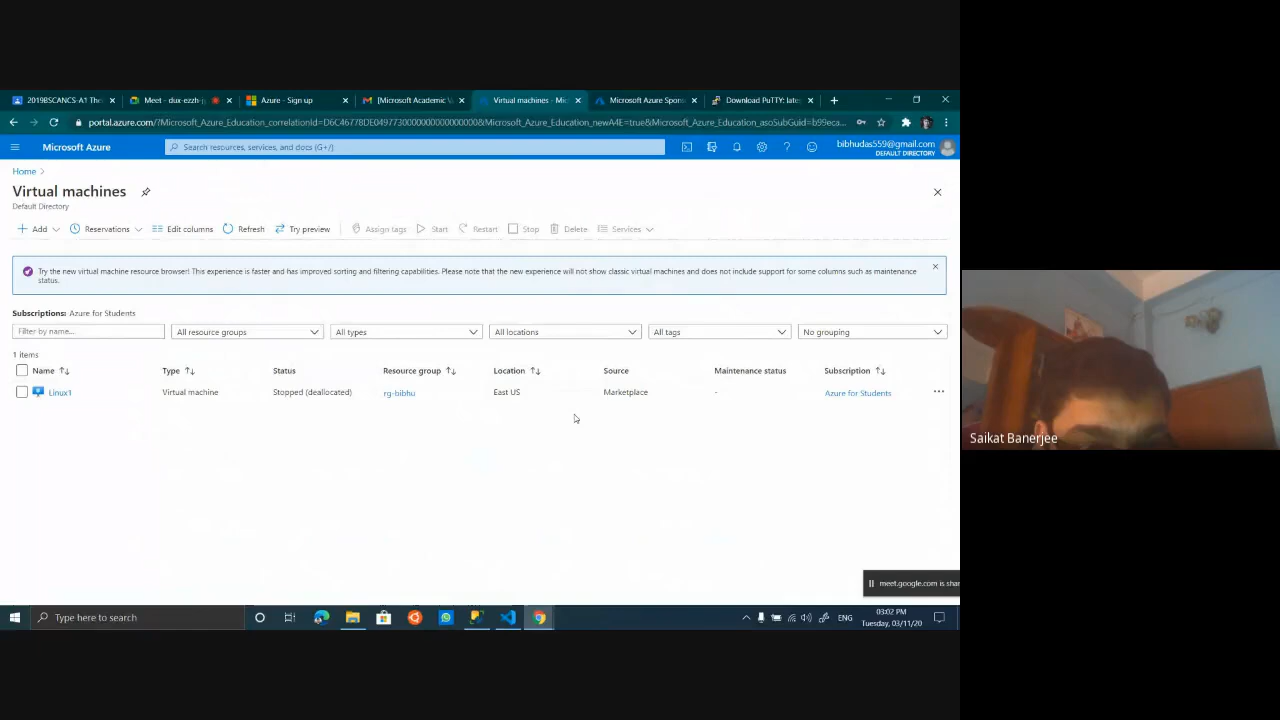 2019BSCANCS-A1 The
Meet - dux-ezzh-j
Azure - Sign up
[Microsoft Academic V
Virtual machines - Mic
Microsoft Azure Spons
Download PuTTY: lates
portal.azure.com/?Microsoft_Azure_Education_correlationId=
&Microsoft_Azure_Education_newA4E=true&Microsoft_Azure_Education_asoSubGuid=b99eca...
Microsoft Azure
Search resources, services, and docs (G+/)
bibhudas559@gmail.com
DEFAULT DIRECTORY
Home
Virtual machines
Default Directory
Add
Reservations
Edit columns
Refresh
Try preview
Assign tags
Start
Restart
Stop
Delete
Services
Try the new virtual machine resource browser! This experience is faster and has improved sorting and filtering capabilities. Please note that the new experience will not show classic virtual machines and does not include support for some columns such as maintenance
status.
Subscriptions: Azure for Students
Filter by name...
All resource groups
All types
All locations
All tags
No grouping
1 items
Name
Type
Status
Resource group
Location
Source
Maintenance status
Subscription
Linux1
Virtual machine
Stopped (deallocated)
rg-bibhu
East US
Marketplace
-
Azure for Students
...
Saikat Banerjee
meet.google.com is shar
Type here to search
ENG
03:02 PM
Tuesday, 03/11/20